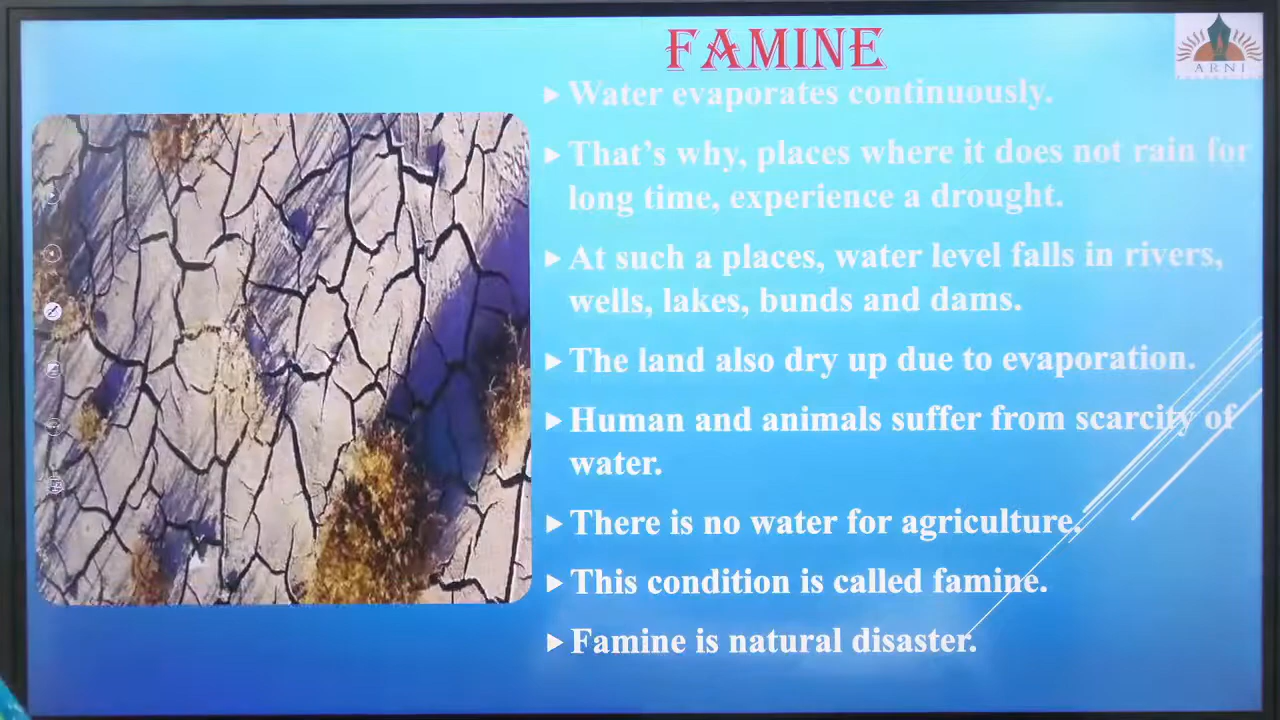 FAMINE
ARNI
Water evaporates continuously.
That's why, places where it does not rain for
long time, experience a drought.
At such a places, water level falls in rivers,
wells, lakes, bunds and dams.
The land also dry up due to evaporation.
Human and animals suffer from scarcity of
water.
There is no water for agriculture.
This condition is called famine.
Famine is natural disaster.